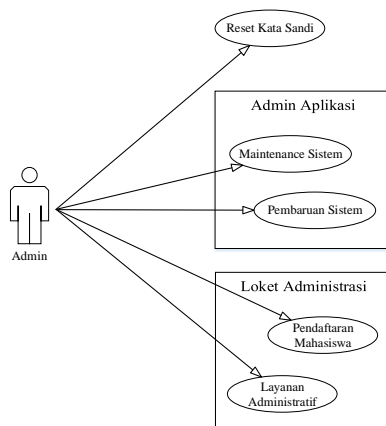 Reset Kata Sandi
Admin Aplikasi
Maintenance Sistem
Pembaruan Sistem
Admin
Loket Administrasi
Pendaftaran
Mahasiswa
Layanan
Administratif